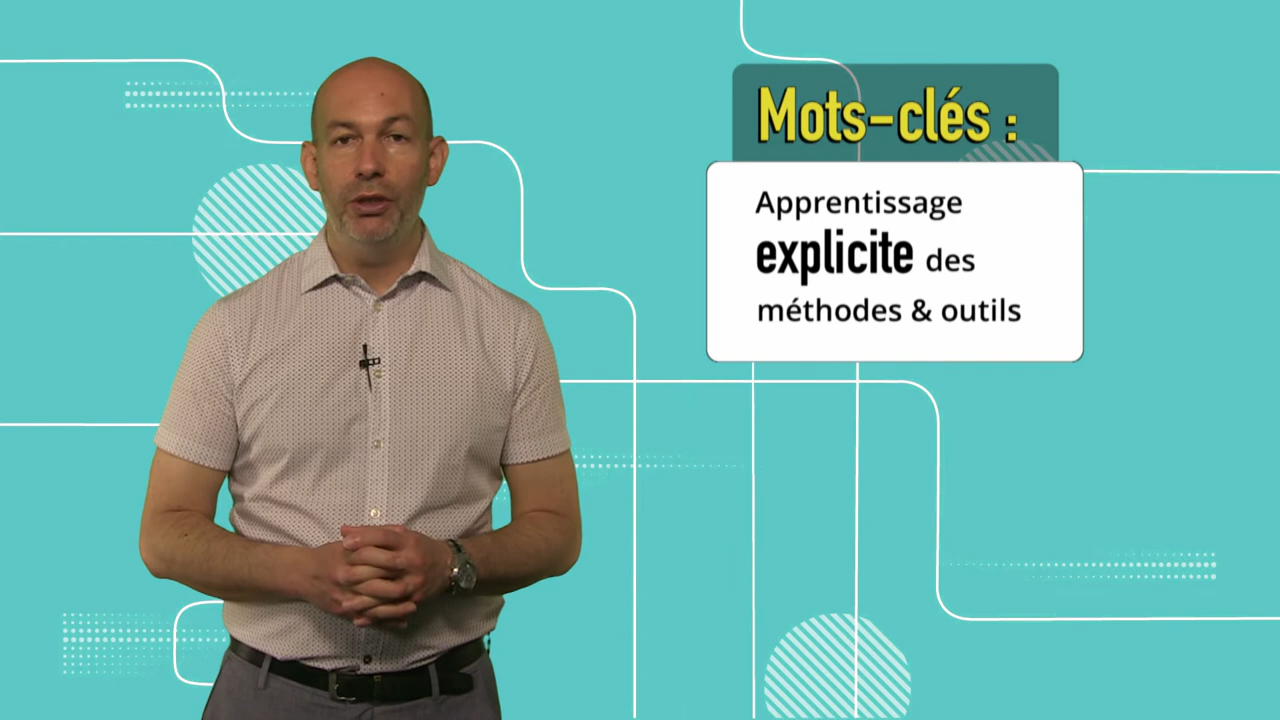 Mots-clés :
Apprentissage
explicite des
méthodes & outils